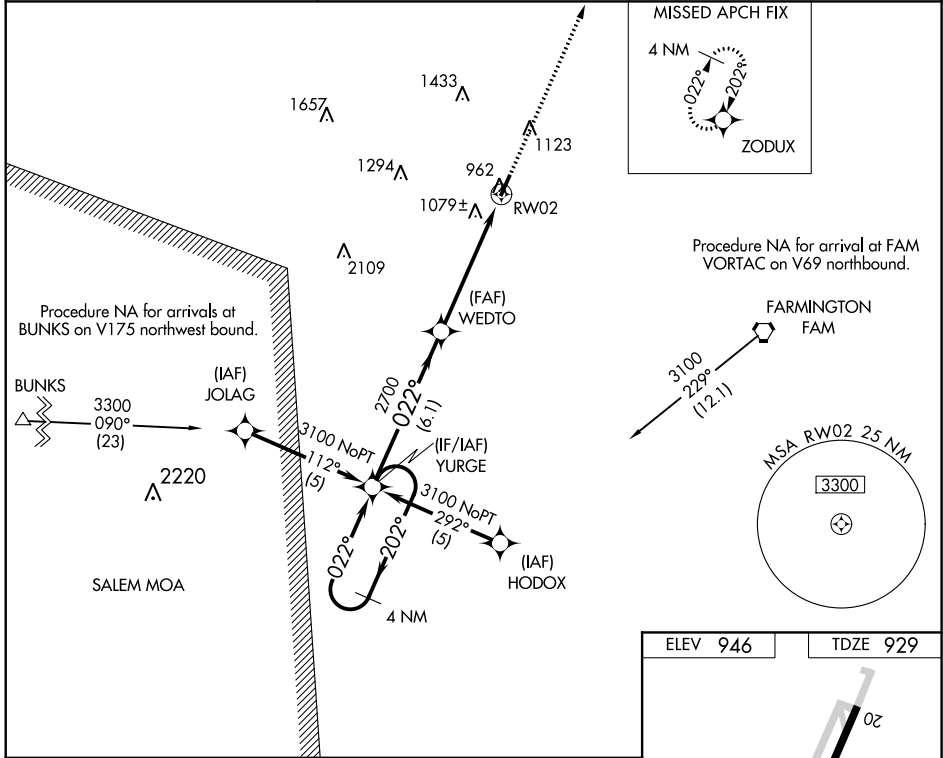 MISSED APCH FIX
4 NM
022°
202°
ZODUX
1433
1657
1123
1294
962
RW02
1079±
2109
Procedure NA for arrival at FAM
VORTAC on V69 northbound.
Procedure NA for arrivals at
BUNKS on V175 northwest bound.
(FAF)
WEDTO
FARMINGTON
FAM
3100
229°
(12.1)
BUNKS
3300
090°
(23)
(IAF)
JOLAG
2700
022°
(6.1)
3100 NoPT
112°
(5)
(IF/IAF)
YURGE
3100 NoPT
292°
(5)
(IAF)
HODOX
022°
202°
4 NM
2220
SALEM MOA
MSA RW02 25 NM
3300
ELEV 946
TDZE 929
20